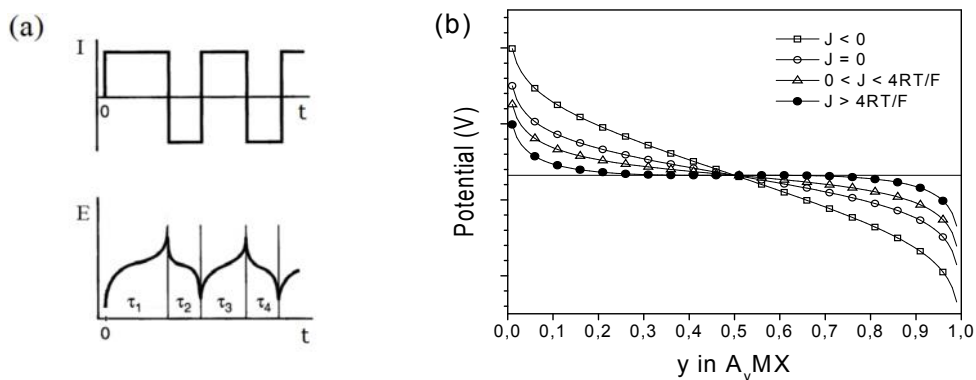 (a)
I
0
t
E
τ₁ τ₂ τ₃ τ₄
0
t
(b)
J < 0
J = 0
0 < J < 4RT/F
J > 4RT/F
Potential (V)
0,0 0,1 0,2 0,3 0,4 0,5 0,6 0,7 0,8 0,9 1,0
y in AᵧMX